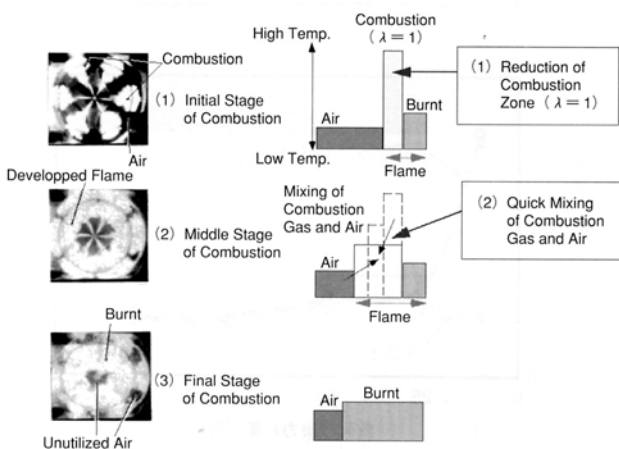 Combustion
Air
(1) Initial Stage
of Combustion
High Temp.
Low Temp.
Combustion
(λ=1)
Air
Burnt
Flame
(1) Reduction of
Combustion
Zone (λ=1)
Developped Flame
(2) Middle Stage
of Combustion
Mixing of
Combustion
Gas and Air
Air
Flame
(2) Quick Mixing
of Combustion
Gas and Air
Burnt
Unutilized Air
(3) Final Stage
of Combustion
Air
Burnt